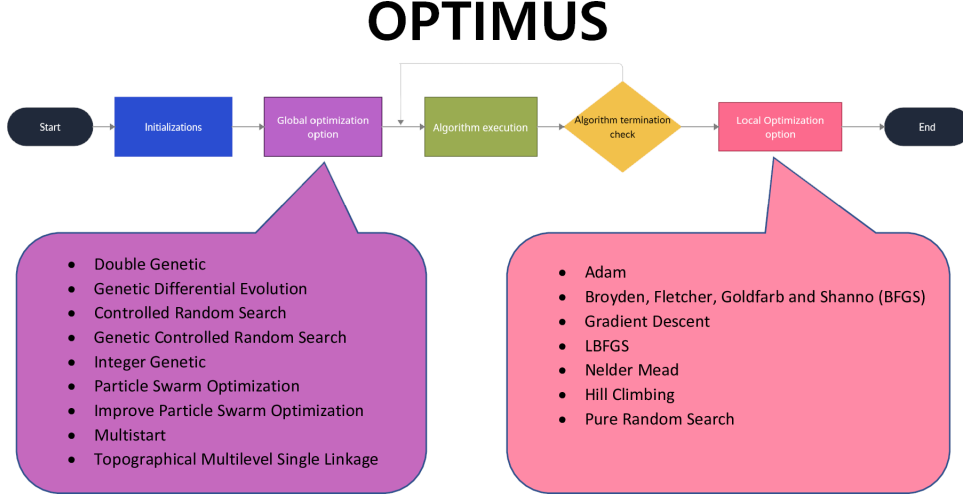 OPTIMUS
Start
Initializations
Global optimization
option
Algorithm execution
Algorithm termination
check
Local Optimization
option
End
Double Genetic
Genetic Differential Evolution
Controlled Random Search
Genetic Controlled Random Search
Integer Genetic
Particle Swarm Optimization
Improve Particle Swarm Optimization
Multistart
Topographical Multilevel Single Linkage
Adam
Broyden, Fletcher, Goldfarb and Shanno (BFGS)
Gradient Descent
LBFGS
Nelder Mead
Hill Climbing
Pure Random Search